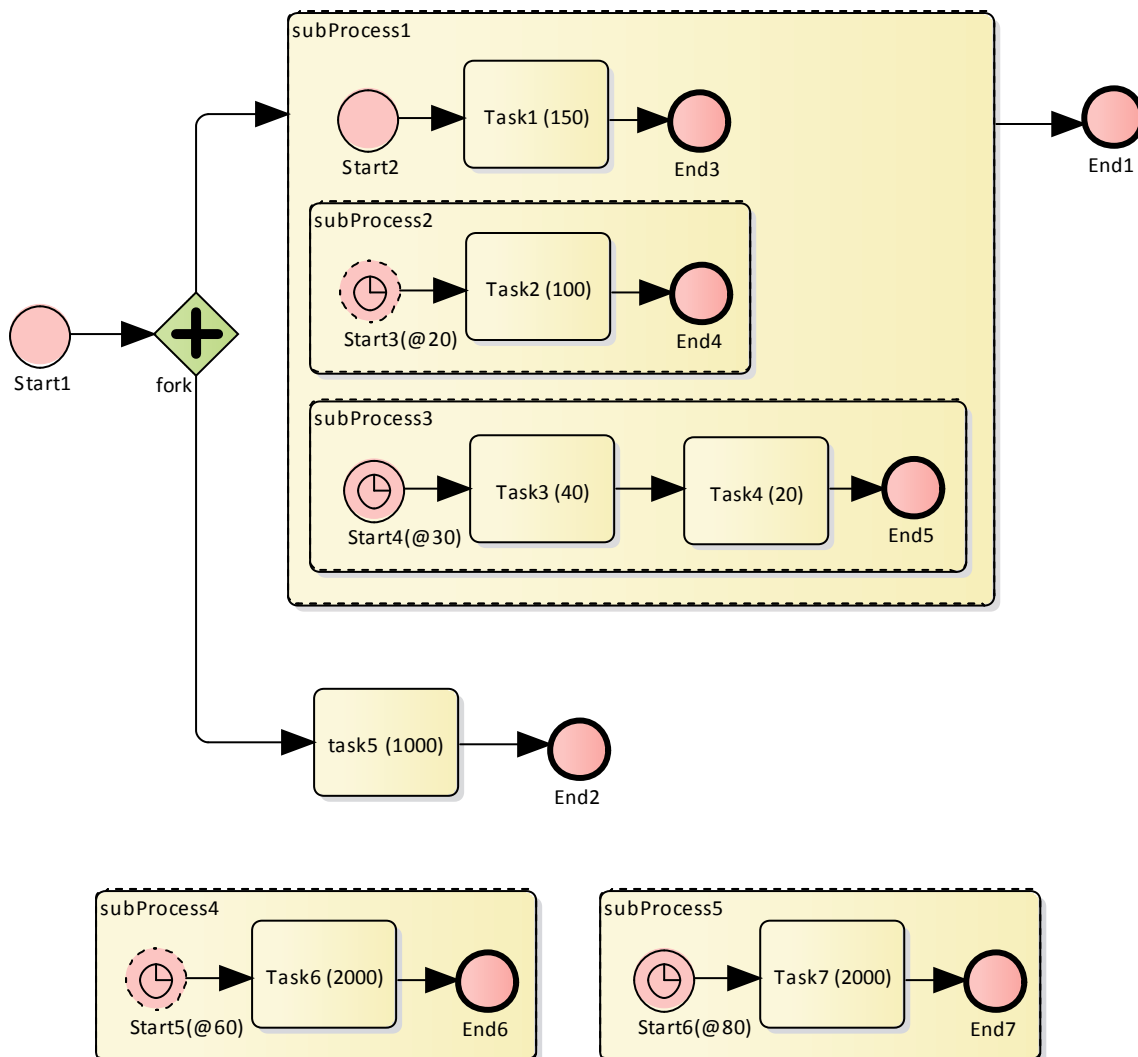 subProcess1
Task1 (150)
Start2
End3
End1
subProcess2
Task2 (100)
Start3(@20)
End4
Start1
fork
subProcess3
Task3 (40)
Task4 (20)
Start4(@30)
End5
task5 (1000)
End2
subProcess4
Task6 (2000)
Start5(@60)
End6
subProcess5
Task7 (2000)
Start6(@80)
End7